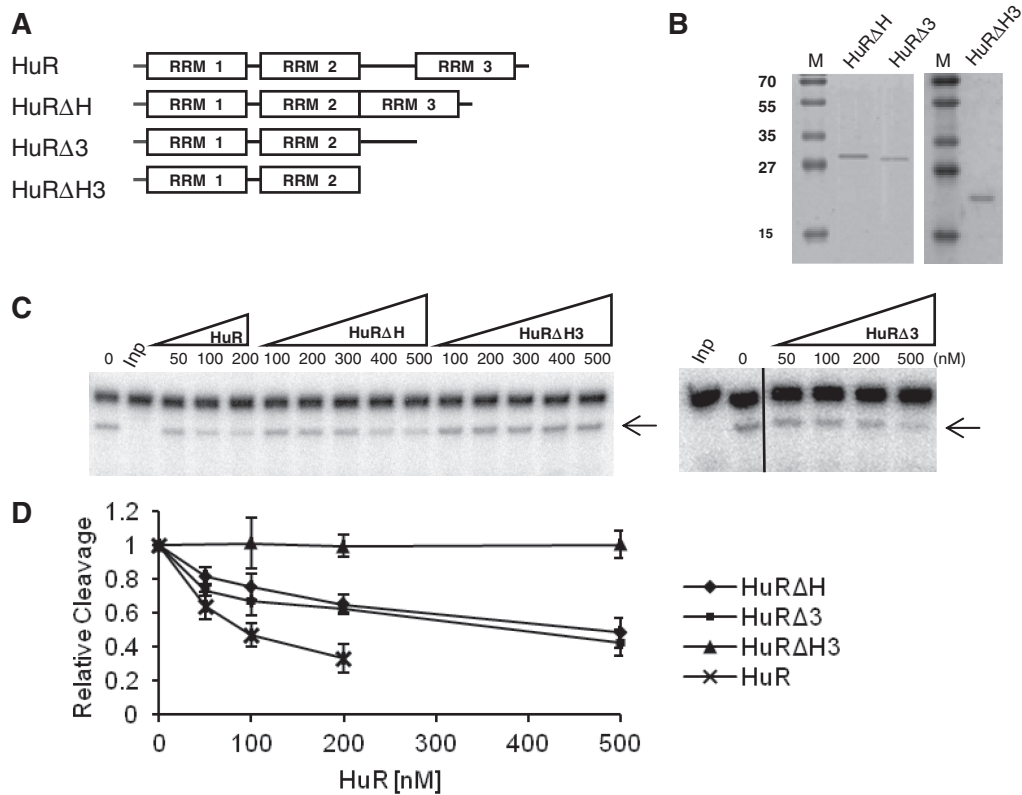 A
HuR
RRM 1
RRM 2
RRM 3
HuRΔH
RRM 1
RRM 2
RRM 3
HuRΔ3
RRM 1
RRM 2
HuRΔH3
RRM 1
RRM 2
B
M
HuRΔH
HuRΔ3
M
HuRΔH3
70
55
35
27
15
C
HuR
HuRΔH
HuRΔH3
0 Inp 50 100 200 100 200 300 400 500 100 200 300 400 500
HuRΔ3
Inp 0 50 100 200 500 (nM)
D
Relative Cleavage
1.2
1
0.8
0.6
0.4
0.2
0
0 100 200 300 400 500
HuR [nM]
HuRΔH
HuRΔ3
HuRΔH3
HuR